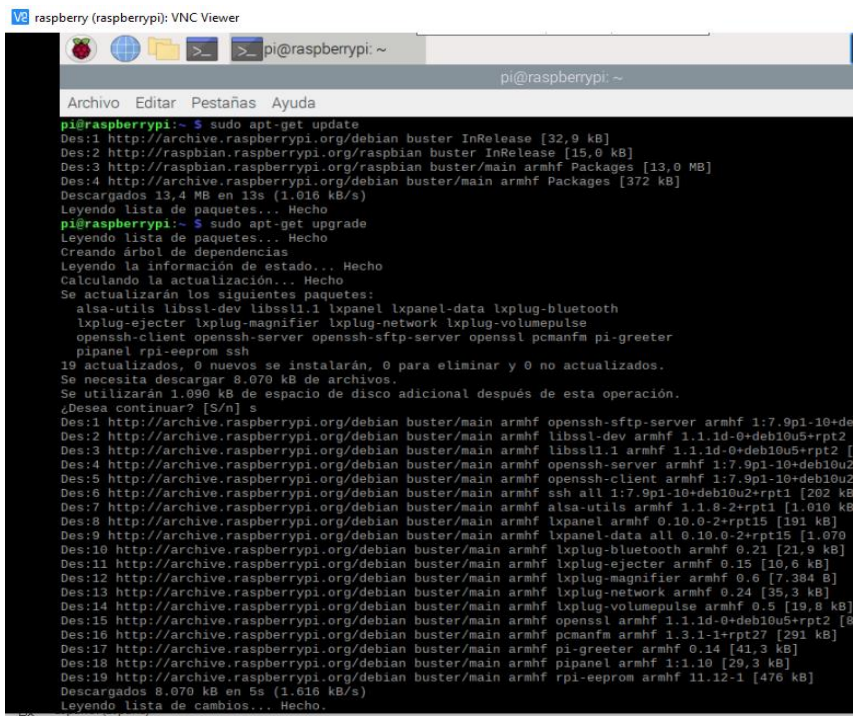 raspberry (raspberrypi): VNC Viewer
pi@raspberrypi: ~
pi@raspberrypi: ~
Archivo Editar Pestañas Ayuda
pi@raspberrypi:~ $ sudo apt-get update
Des:1 http://archive.raspberrypi.org/debian buster InRelease [32,9 kB]
Des:2 http://raspbian.raspberrypi.org/raspbian buster InRelease [15,0 kB]
Des:3 http://raspbian.raspberrypi.org/raspbian buster/main armhf Packages [13,0 MB]
Des:4 http://archive.raspberrypi.org/debian buster/main armhf Packages [372 kB]
Descargados 13,4 MB en 13s (1.016 kB/s)
Leyendo lista de paquetes... Hecho
pi@raspberrypi:~ $ sudo apt-get upgrade
Leyendo lista de paquetes... Hecho
Creando árbol de dependencias
Leyendo la información de estado... Hecho
Calculando la actualización... Hecho
Se actualizarán los siguientes paquetes:
alsa-utils libssl-dev libssl1.1 lxpanel lxpanel-data lxplug-bluetooth
lxplug-ejecter lxplug-magnifier lxplug-network lxplug-volumepulse
openssh-client openssh-server openssh-sftp-server openssl pcmanfm pi-greeter
pipanel rpi-eeprom ssh
19 actualizados, 0 nuevos se instalarán, 0 para eliminar y 0 no actualizados.
Se necesita descargar 8.070 kB de archivos.
Se utilizarán 1.090 kB de espacio de disco adicional después de esta operación.
¿Desea continuar? [S/n] s
Des:1 http://archive.raspberrypi.org/debian buster/main armhf openssh-sftp-server armhf 1:7.9p1-10+de
Des:2 http://archive.raspberrypi.org/debian buster/main armhf libssl-dev armhf 1.1.1d-0+deb10u5+rpt2
Des:3 http://archive.raspberrypi.org/debian buster/main armhf libssl1.1 armhf 1.1.1d-0+deb10u5+rpt2 [
Des:4 http://archive.raspberrypi.org/debian buster/main armhf openssh-server armhf 1:7.9p1-10+deb10u2
Des:5 http://archive.raspberrypi.org/debian buster/main armhf openssh-client armhf 1:7.9p1-10+deb10u2
Des:6 http://archive.raspberrypi.org/debian buster/main armhf ssh all 1:7.9p1-10+deb10u2+rpt1 [202 kB
Des:7 http://archive.raspberrypi.org/debian buster/main armhf alsa-utils armhf 1.1.8-2+rpt1 [1.010 kB
Des:8 http://archive.raspberrypi.org/debian buster/main armhf lxpanel armhf 0.10.0-2+rpt15 [191 kB]
Des:9 http://archive.raspberrypi.org/debian buster/main armhf lxpanel-data all 0.10.0-2+rpt15 [1.070
Des:10 http://archive.raspberrypi.org/debian buster/main armhf lxplug-bluetooth armhf 0.21 [21,9 kB]
Des:11 http://archive.raspberrypi.org/debian buster/main armhf lxplug-ejecter armhf 0.15 [10,6 kB]
Des:12 http://archive.raspberrypi.org/debian buster/main armhf lxplug-magnifier armhf 0.6 [7.384 B]
Des:13 http://archive.raspberrypi.org/debian buster/main armhf lxplug-network armhf 0.24 [35,3 kB]
Des:14 http://archive.raspberrypi.org/debian buster/main armhf lxplug-volumepulse armhf 0.5 [19,8 kB]
Des:15 http://archive.raspberrypi.org/debian buster/main armhf openssl armhf 1.1.1d-0+deb10u5+rpt2 [8
Des:16 http://archive.raspberrypi.org/debian buster/main armhf pcmanfm armhf 1.3.1-1+rpt27 [291 kB]
Des:17 http://archive.raspberrypi.org/debian buster/main armhf pi-greeter armhf 0.14 [41,3 kB]
Des:18 http://archive.raspberrypi.org/debian buster/main armhf pipanel armhf 1:1.10 [29,3 kB]
Des:19 http://archive.raspberrypi.org/debian buster/main armhf rpi-eeprom armhf 11.12-1 [476 kB]
Descargados 8.070 kB en 5s (1.616 kB/s)
Leyendo lista de cambios... Hecho.